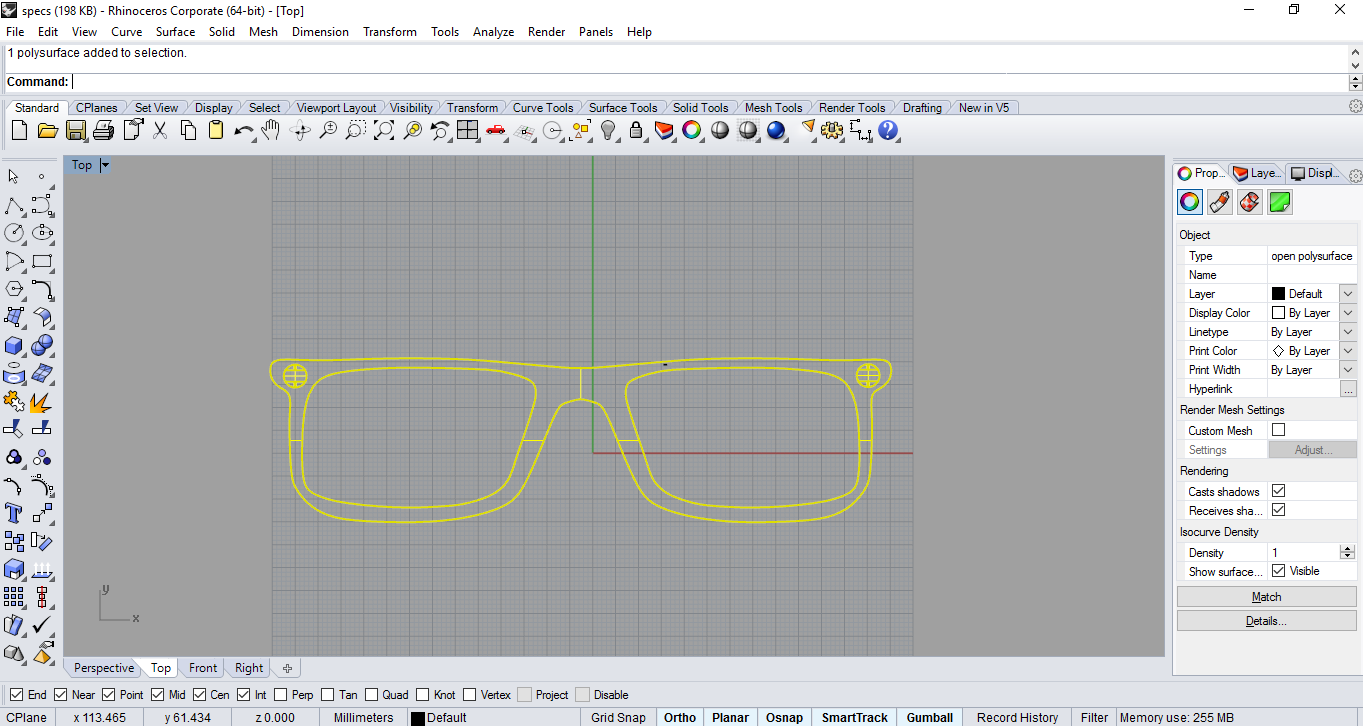 specs (198 KB) - Rhinoceros Corporate (64-bit) - [Top]
File Edit View Curve Surface Solid Mesh Dimension Transform Tools Analyze Render Panels Help
1 polysurface added to selection.
Command:
Standard CPlanes Set View Display Select Viewport Layout Visibility Transform Curve Tools Surface Tools Solid Tools Mesh Tools Render Tools Drafting New in V5
Top
Prop... Laye... Displ...
Object
Type open polysurface
Name
Layer Default
Display Color By Layer
Linetype By Layer
Print Color By Layer
Print Width By Layer
Hyperlink ...
Render Mesh Settings
Custom Mesh
Settings Adjust...
Rendering
Casts shadows
Receives sha...
Isocurve Density
Density 1
Show surface... Visible
Match
Details...
y
x
Perspective Top Front Right
End Near Point Mid Cen Int Perp Tan Quad Knot Vertex Project Disable
CPlane x 113.465 y 61.434 z 0.000 Millimeters Default Grid Snap Ortho Planar Osnap SmartTrack Gumball Record History Filter Memory use: 255 MB